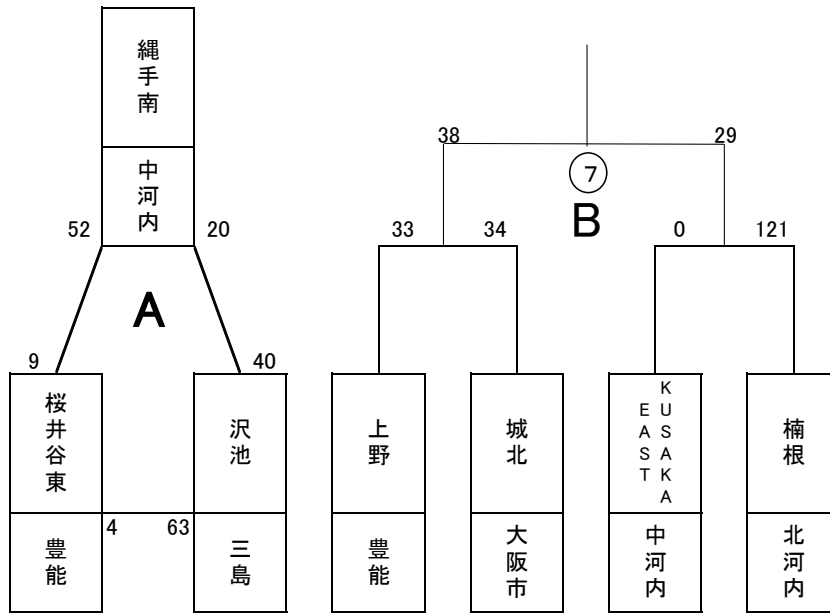 縄手南
中河内
52
20
A
9
40
桜井谷東
沢池
4
63
豊能
三島
38
29
7
B
33
34
0
121
上野
城北
KUSAKA
EAST
楠根
豊能
大阪市
中河内
北河内